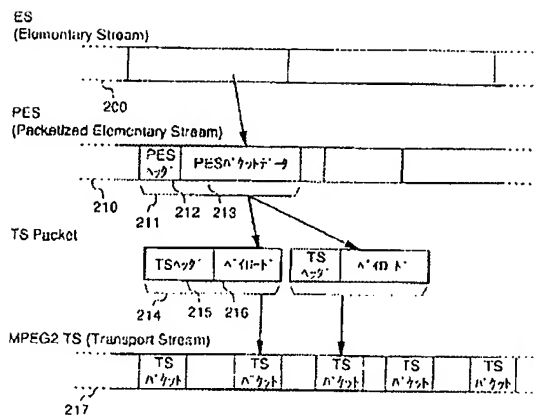 ES
(Elementary Stream)
200
PES
(Packetized Elementary Stream)
PES
ヘッダ
PESパケットデータ
210
211
212
213
TS Packet
TSヘッダ
ペイロード
TS
ヘッダ
ペイロード
214
215
216
MPEG2 TS (Transport Stream)
TS
パケット
TS
パケット
TS
パケット
TS
パケット
TS
パケット
217